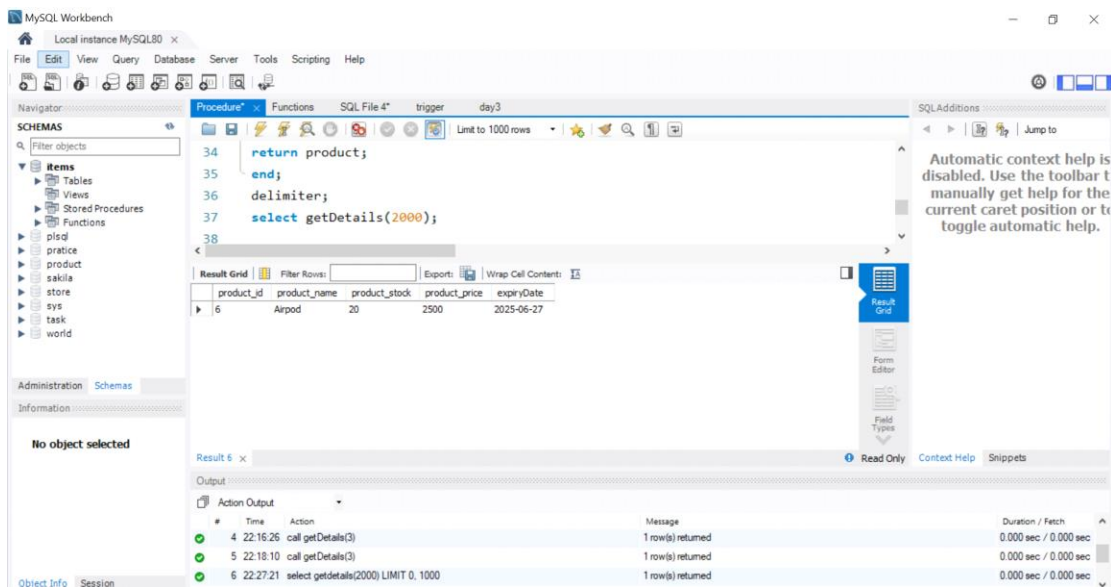 MySQL Workbench
Local instance MySQL80
File Edit View Query Database Server Tools Scripting Help
Navigator
SCHEMAS
Filter objects
items
Tables
Views
Stored Procedures
Functions
plsql
pratice
product
sakila
store
sys
task
world
Administration Schemas
Information
No object selected
Object Info Session
Procedure* Functions SQL File 4* trigger day3
Limit to 1000 rows
34 return product;
35 end;
36 delimiter;
37 select getDetails(2000);
38
Result Grid Filter Rows: Export: Wrap Cell Content:
product_id product_name product_stock product_price expiryDate
6 Airpod 20 2500 2025-06-27
Result Grid
Form Editor
Field Types
Result 6 Read Only
Output
Action Output
# Time Action Message Duration / Fetch
4 22:16:26 call getDetails(3) 1 row(s) returned 0.000 sec / 0.000 sec
5 22:18:10 call getDetails(3) 1 row(s) returned 0.000 sec / 0.000 sec
6 22:27:21 select getdetails(2000) LIMIT 0, 1000 1 row(s) returned 0.000 sec / 0.000 sec
SQLAdditions
Jump to
Automatic context help is
disabled. Use the toolbar t
manually get help for the
current caret position or to
toggle automatic help.
Context Help Snippets